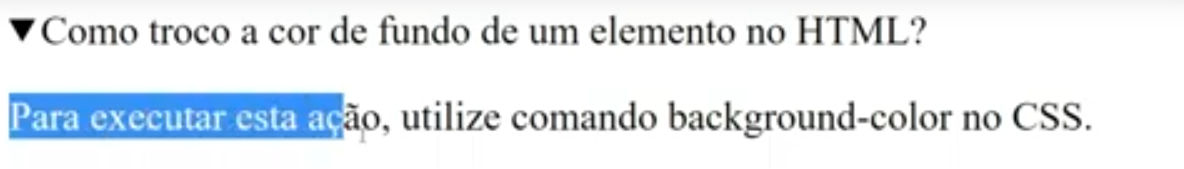 Como troco a cor de fundo de um elemento no HTML?
Para executar esta ação, utilize comando background-color no CSS.